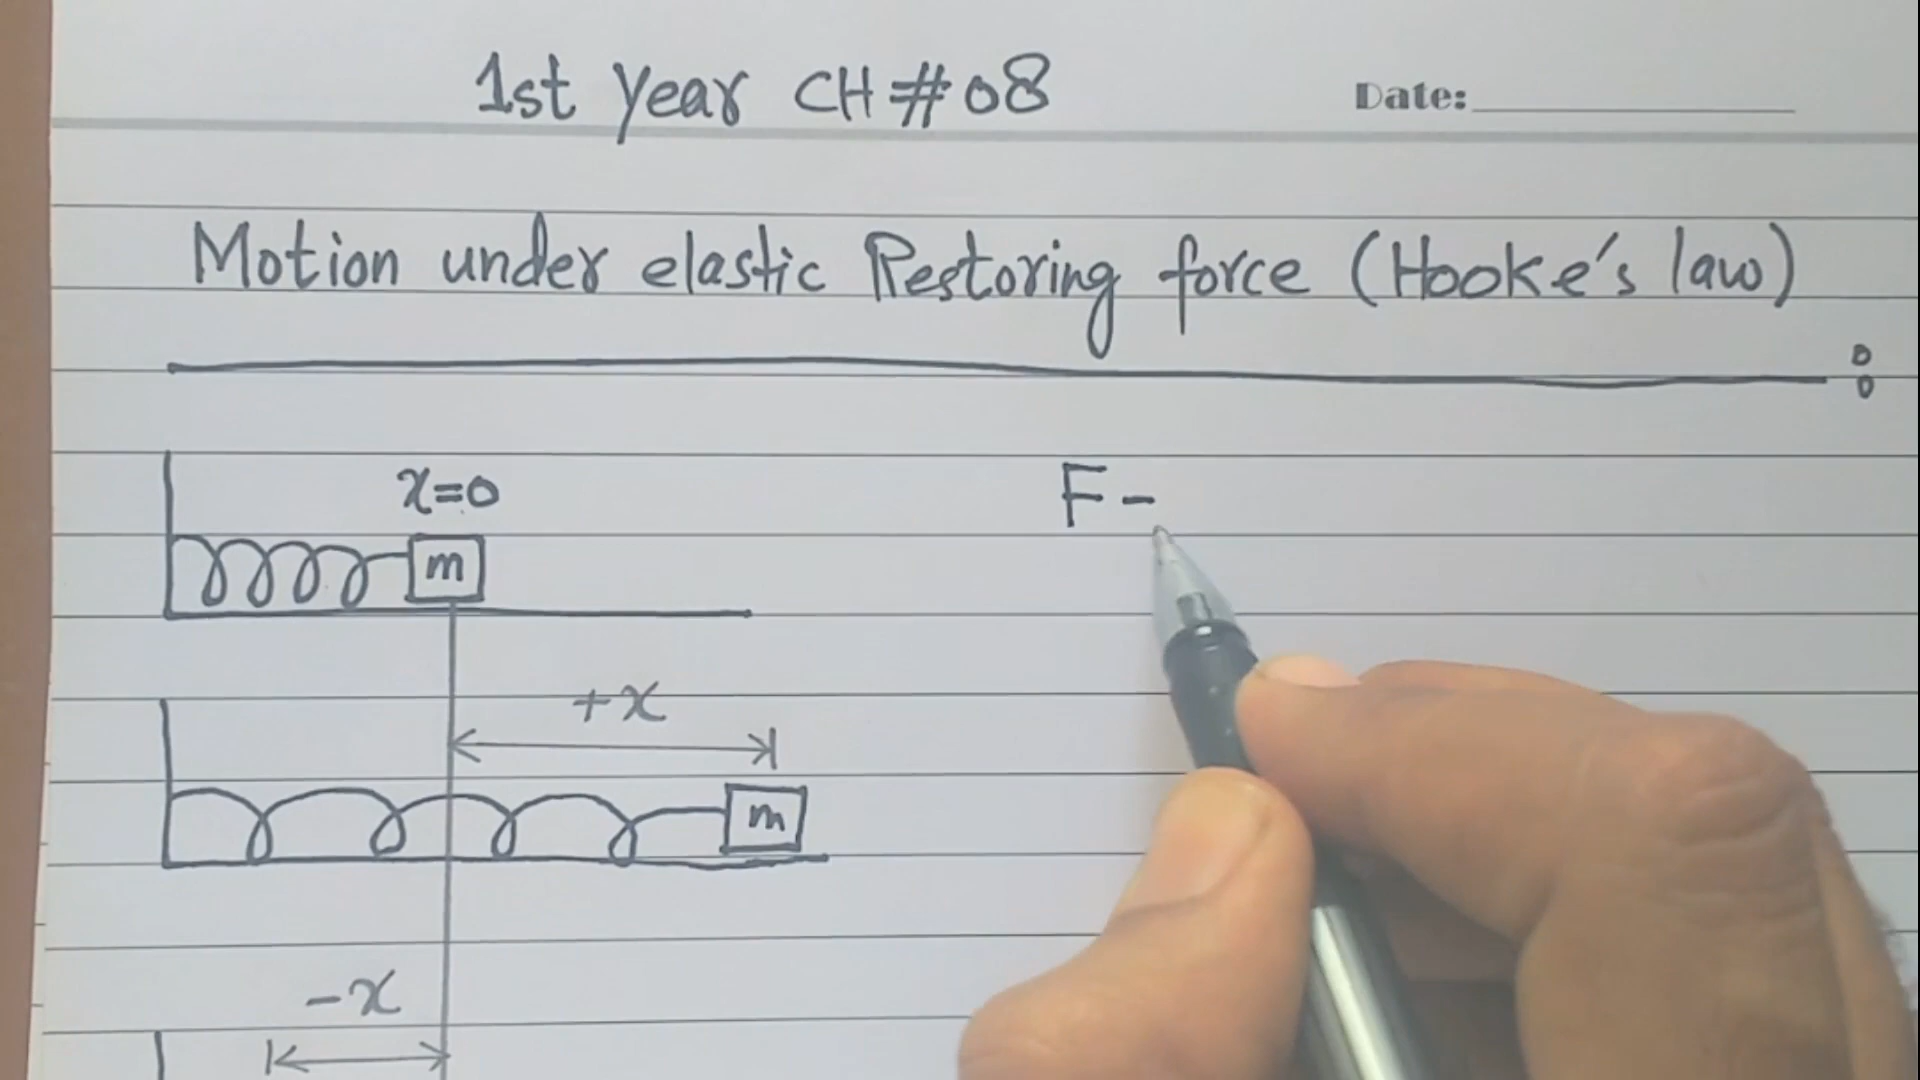 1st Year CH # 08
Date:
Motion under elastic Restoring force (Hooke's law) :
x=0
F -
m
+x
m
-x